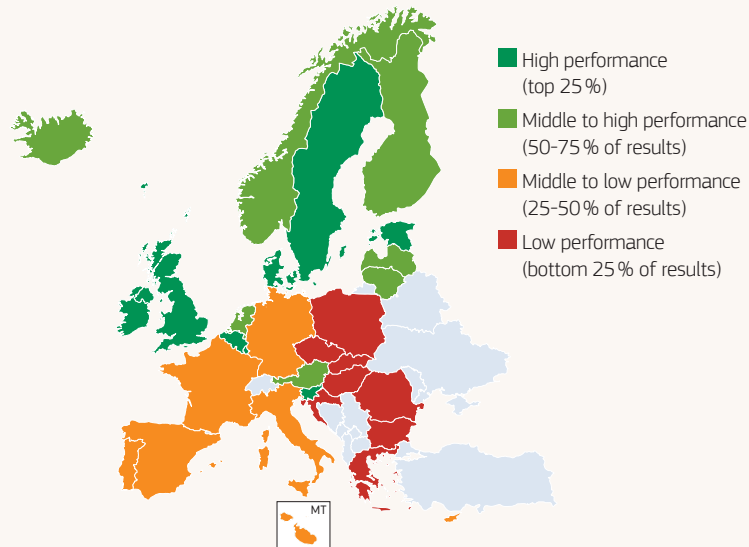 High performance
(top 25 %)
Middle to high performance
(50-75 % of results)
Middle to low performance
(25-50 % of results)
Low performance
(bottom 25 % of results)
MT